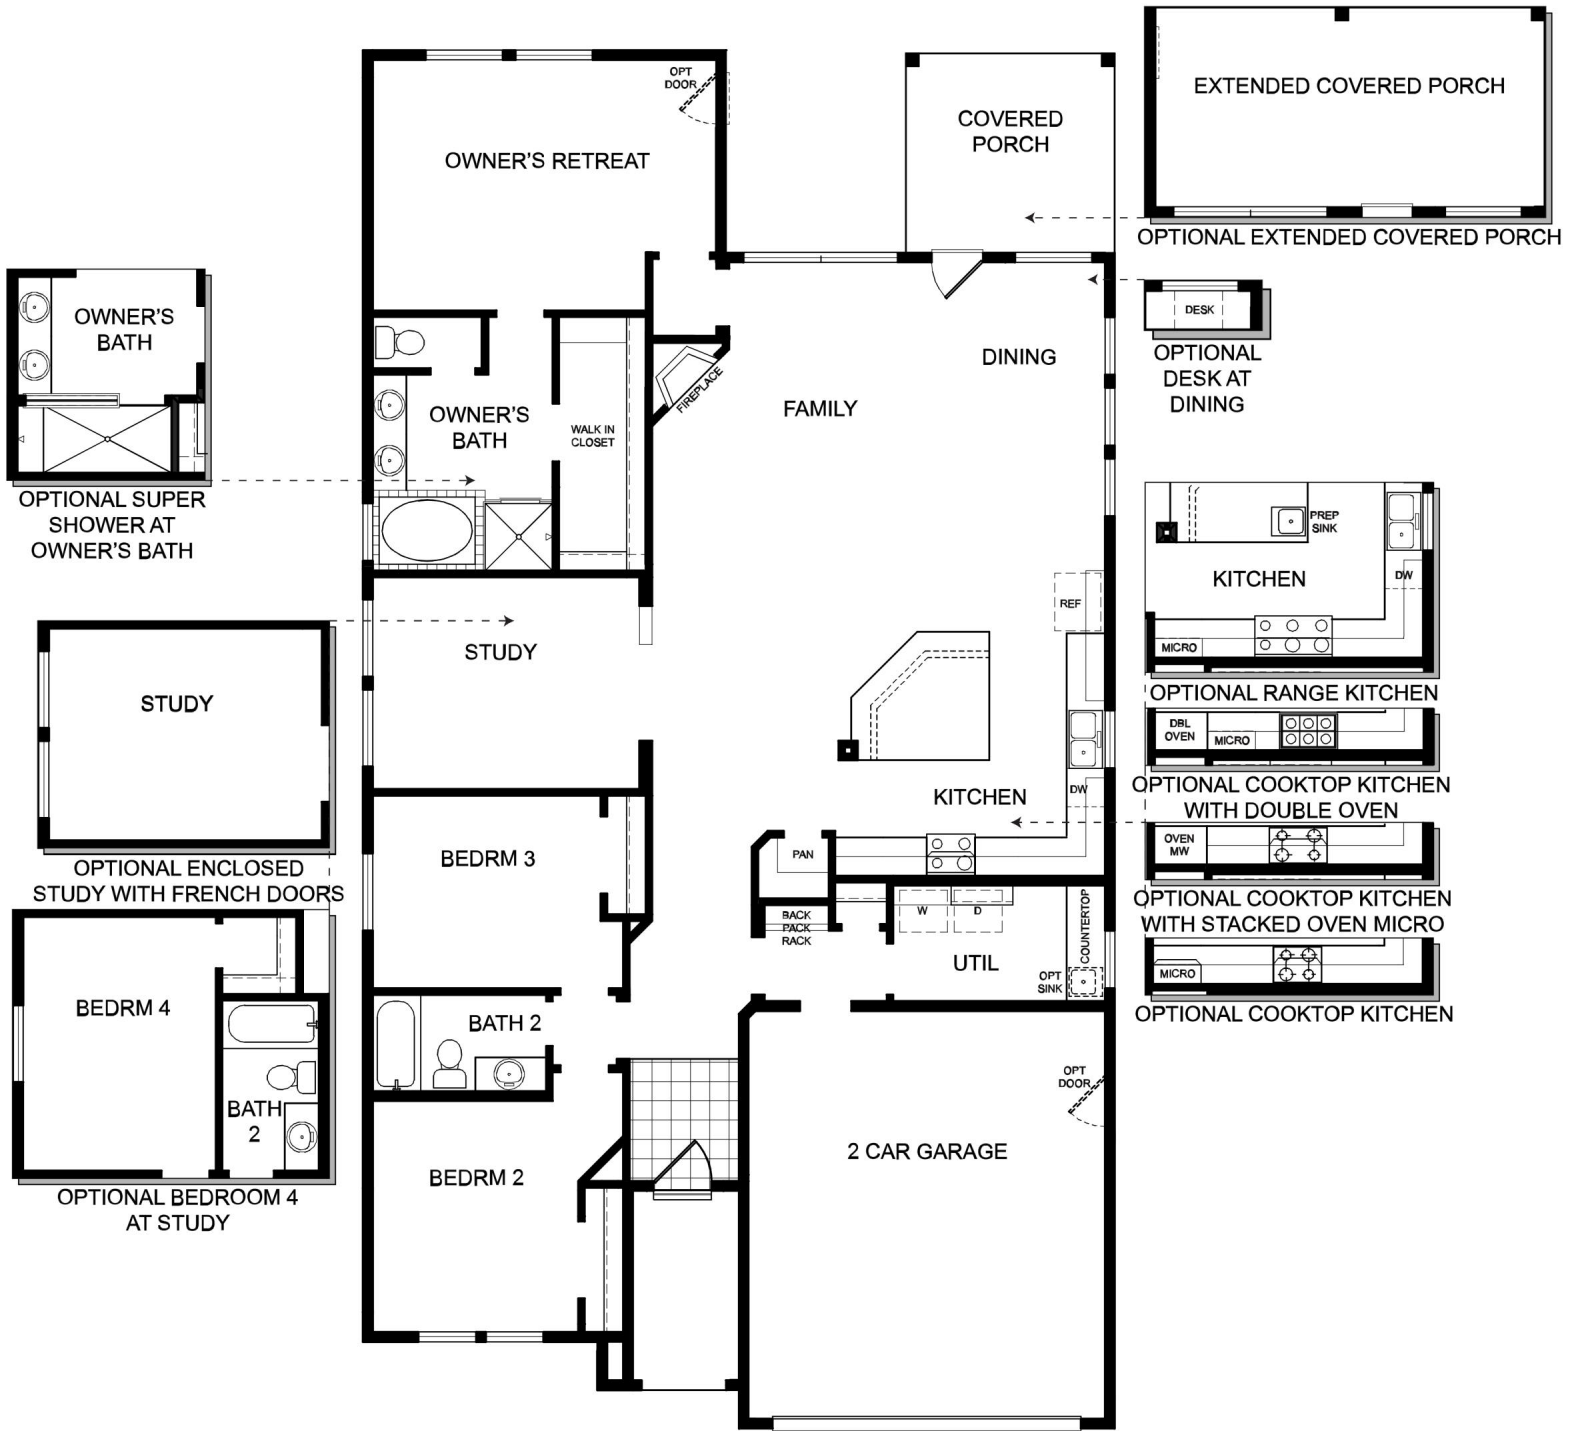 OPT
DOOR
OWNER'S RETREAT
COVERED
PORCH
EXTENDED COVERED PORCH
OPTIONAL EXTENDED COVERED PORCH
OWNER'S
BATH
OPTIONAL SUPER
SHOWER AT
OWNER'S BATH
OWNER'S
BATH
WALK IN
CLOSET
FIREPLACE
FAMILY
DINING
DESK
OPTIONAL
DESK AT
DINING
STUDY
OPTIONAL ENCLOSED
STUDY WITH FRENCH DOORS
STUDY
REF
KITCHEN
DW
PREP
SINK
DW
KITCHEN
MICRO
OPTIONAL RANGE KITCHEN
DBL
OVEN
MICRO
OPTIONAL COOKTOP KITCHEN
WITH DOUBLE OVEN
OVEN
MW
OPTIONAL COOKTOP KITCHEN
WITH STACKED OVEN MICRO
MICRO
OPTIONAL COOKTOP KITCHEN
BEDRM 3
PAN
BACK
PACK
RACK
W
D
COUNTERTOP
UTIL
OPT
SINK
BEDRM 4
BATH
2
OPTIONAL BEDROOM 4
AT STUDY
BATH 2
BEDRM 2
OPT
DOOR
2 CAR GARAGE